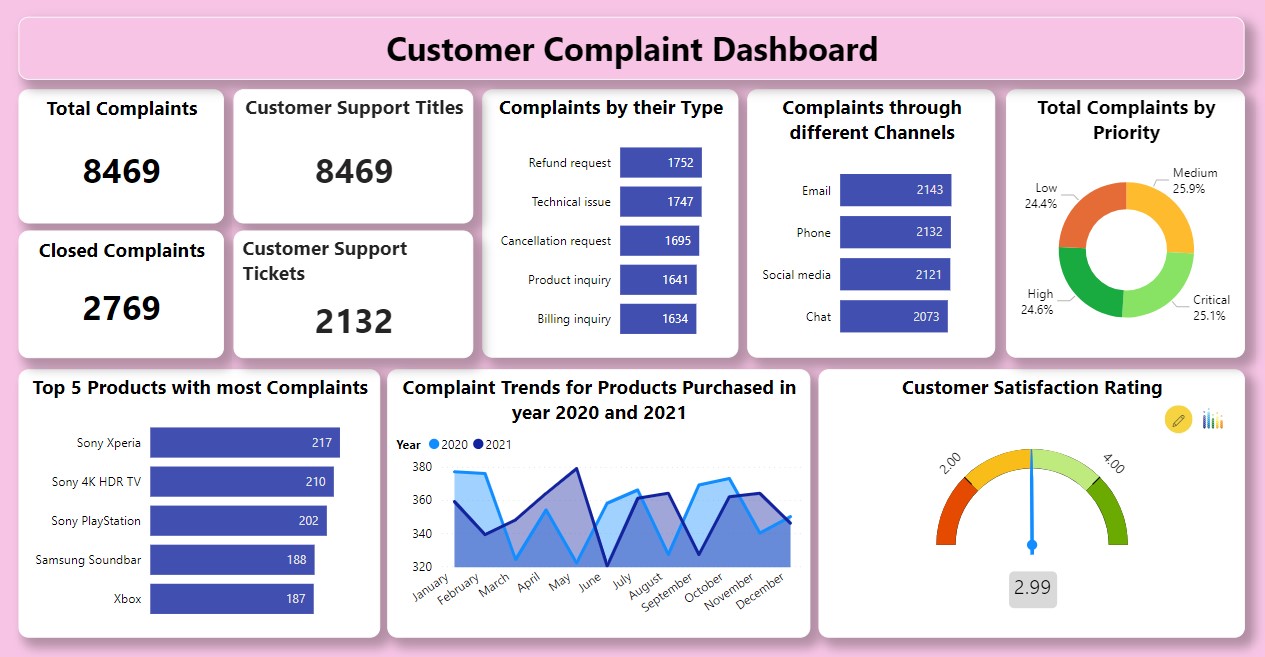 Customer Complaint Dashboard
Total Complaints
8469
Customer Support Titles
8469
Closed Complaints
2769
Customer Support
Tickets
2132
Complaints by their Type
Refund request 1752
Technical issue 1747
Cancellation request 1695
Product inquiry 1641
Billing inquiry 1634
Complaints through
different Channels
Email 2143
Phone 2132
Social media 2121
Chat 2073
Total Complaints by
Priority
Medium
25.9%
Low
24.4%
High
24.6%
Critical
25.1%
Top 5 Products with most Complaints
Sony Xperia 217
Sony 4K HDR TV 210
Sony PlayStation 202
Samsung Soundbar 188
Xbox 187
Complaint Trends for Products Purchased in
year 2020 and 2021
Year 2020 2021
380
360
340
320
January February March April May June July August September October November December
Customer Satisfaction Rating
2.00 4.00
2.99